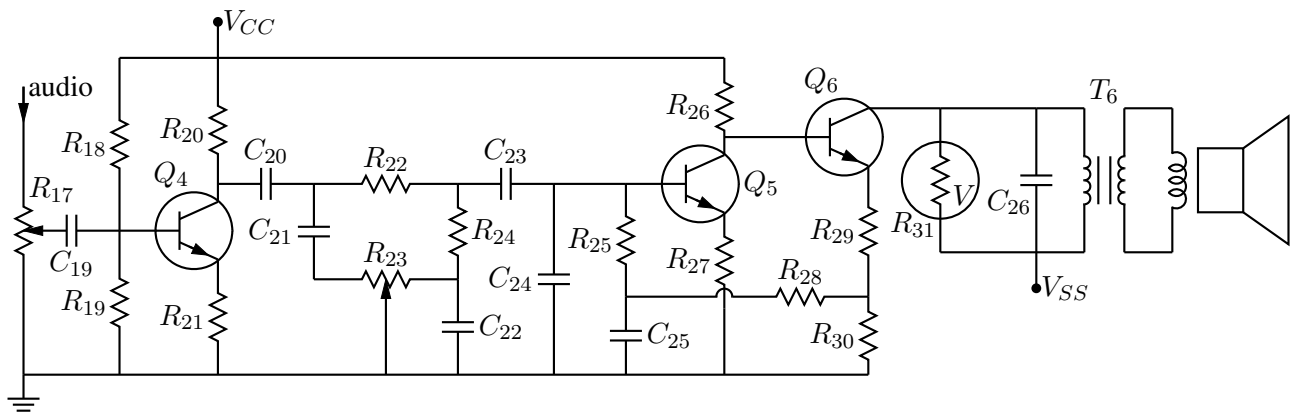 V_CC
audio
R_18
R_20
R_26
Q_6
T_6
C_20
R_22
C_23
Q_4
Q_5
R_17
V
C_26
C_21
R_24
R_25
R_31
R_29
C_19
R_23
R_27
R_28
C_24
V_SS
R_19
R_21
C_22
C_25
R_30